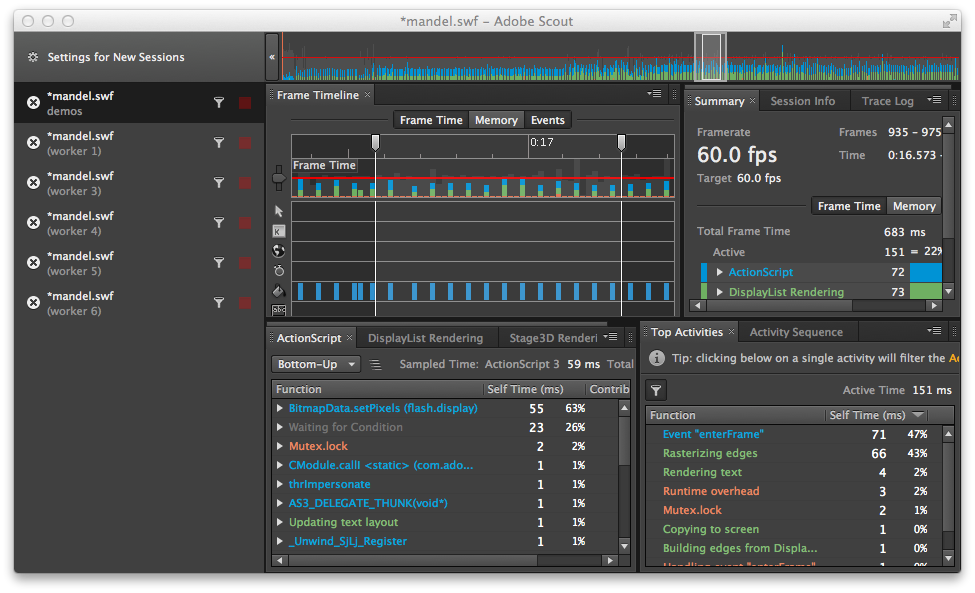 *mandel.swf – Adobe Scout
Settings for New Sessions
*mandel.swf
demos
*mandel.swf
(worker 1)
*mandel.swf
(worker 3)
*mandel.swf
(worker 4)
*mandel.swf
(worker 5)
*mandel.swf
(worker 6)
Frame Timeline
Frame Time Memory Events
0:17
Frame Time
Summary Session Info Trace Log
Framerate
60.0 fps
Target 60.0 fps
Frames 935 – 975
Time 0:16.573 -
Frame Time Memory
Total Frame Time 683 ms
Active 151 = 22%
ActionScript 72
DisplayList Rendering 73
ActionScript DisplayList Rendering Stage3D Renderi
Bottom-Up Sampled Time: ActionScript 3 59 ms Total
Function Self Time (ms) Contrib
BitmapData.setPixels (flash.display) 55 63%
Waiting for Condition 23 26%
Mutex.lock 2 2%
CModule.callI <static> (com.ado... 1 1%
thrImpersonate 1 1%
AS3_DELEGATE_THUNK(void*) 1 1%
Updating text layout 1 1%
_Unwind_SjLj_Register 1 1%
Top Activities Activity Sequence
Tip: clicking below on a single activity will filter the Ac
Active Time 151 ms
Function Self Time (ms)
Event "enterFrame" 71 47%
Rasterizing edges 66 43%
Rendering text 4 2%
Runtime overhead 3 2%
Mutex.lock 2 1%
Copying to screen 1 0%
Building edges from Displa... 1 0%
Handling event "enterFrame" 1 0%